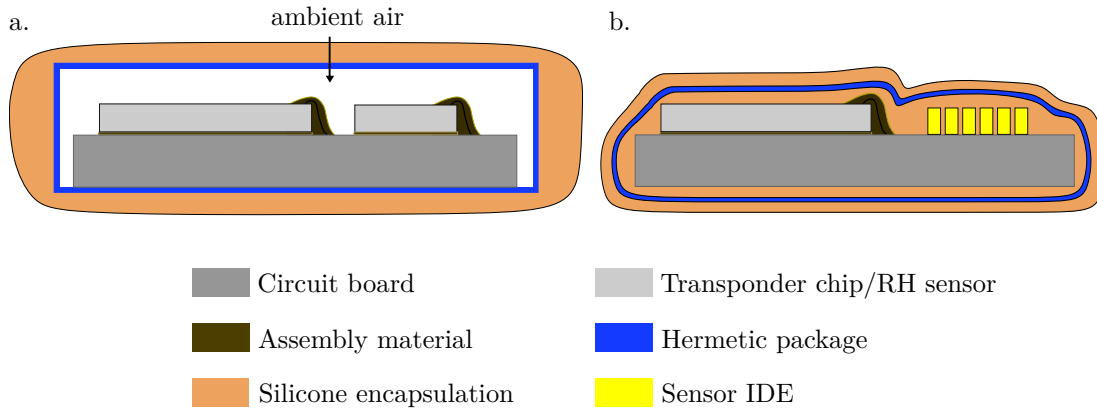 a.
ambient air
b.
Circuit board
Transponder chip/RH sensor
Assembly material
Hermetic package
Silicone encapsulation
Sensor IDE